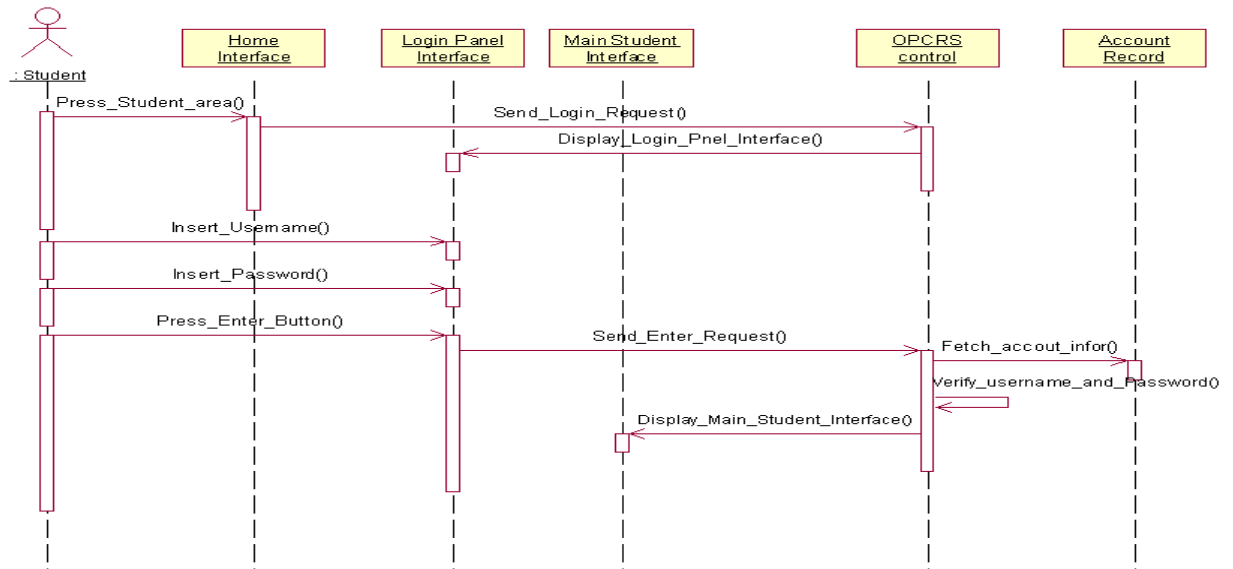 : Student
Home
Interface
Login Panel
Interface
Main Student
Interface
OPCRS
control
Account
Record
Press_Student_area()
Send_Login_Request()
Display_Login_Pnel_Interface()
Insert_Username()
Insert_Password()
Press_Enter_Button()
Send_Enter_Request()
Fetch_accout_infor()
Verify_username_and_Password()
Display_Main_Student_Interface()